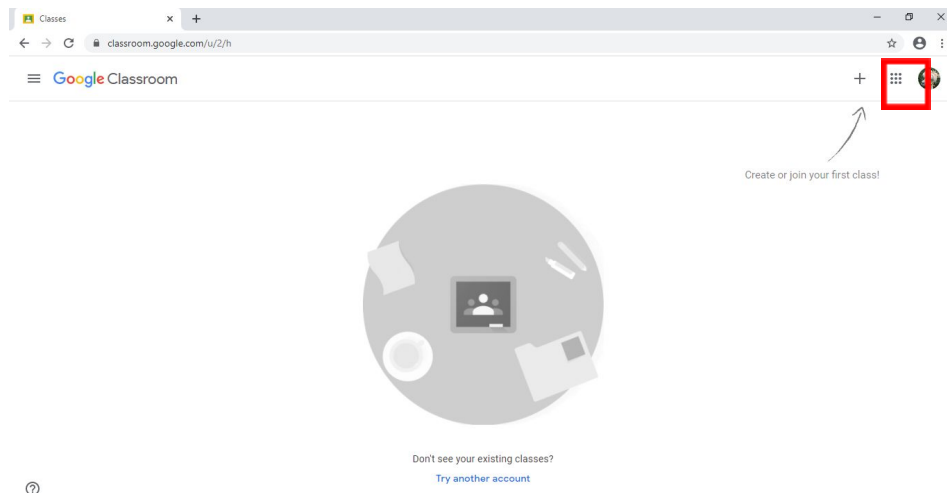 Classes
classroom.google.com/u/2/h
Google Classroom
Create or join your first class!
Don't see your existing classes?
Try another account